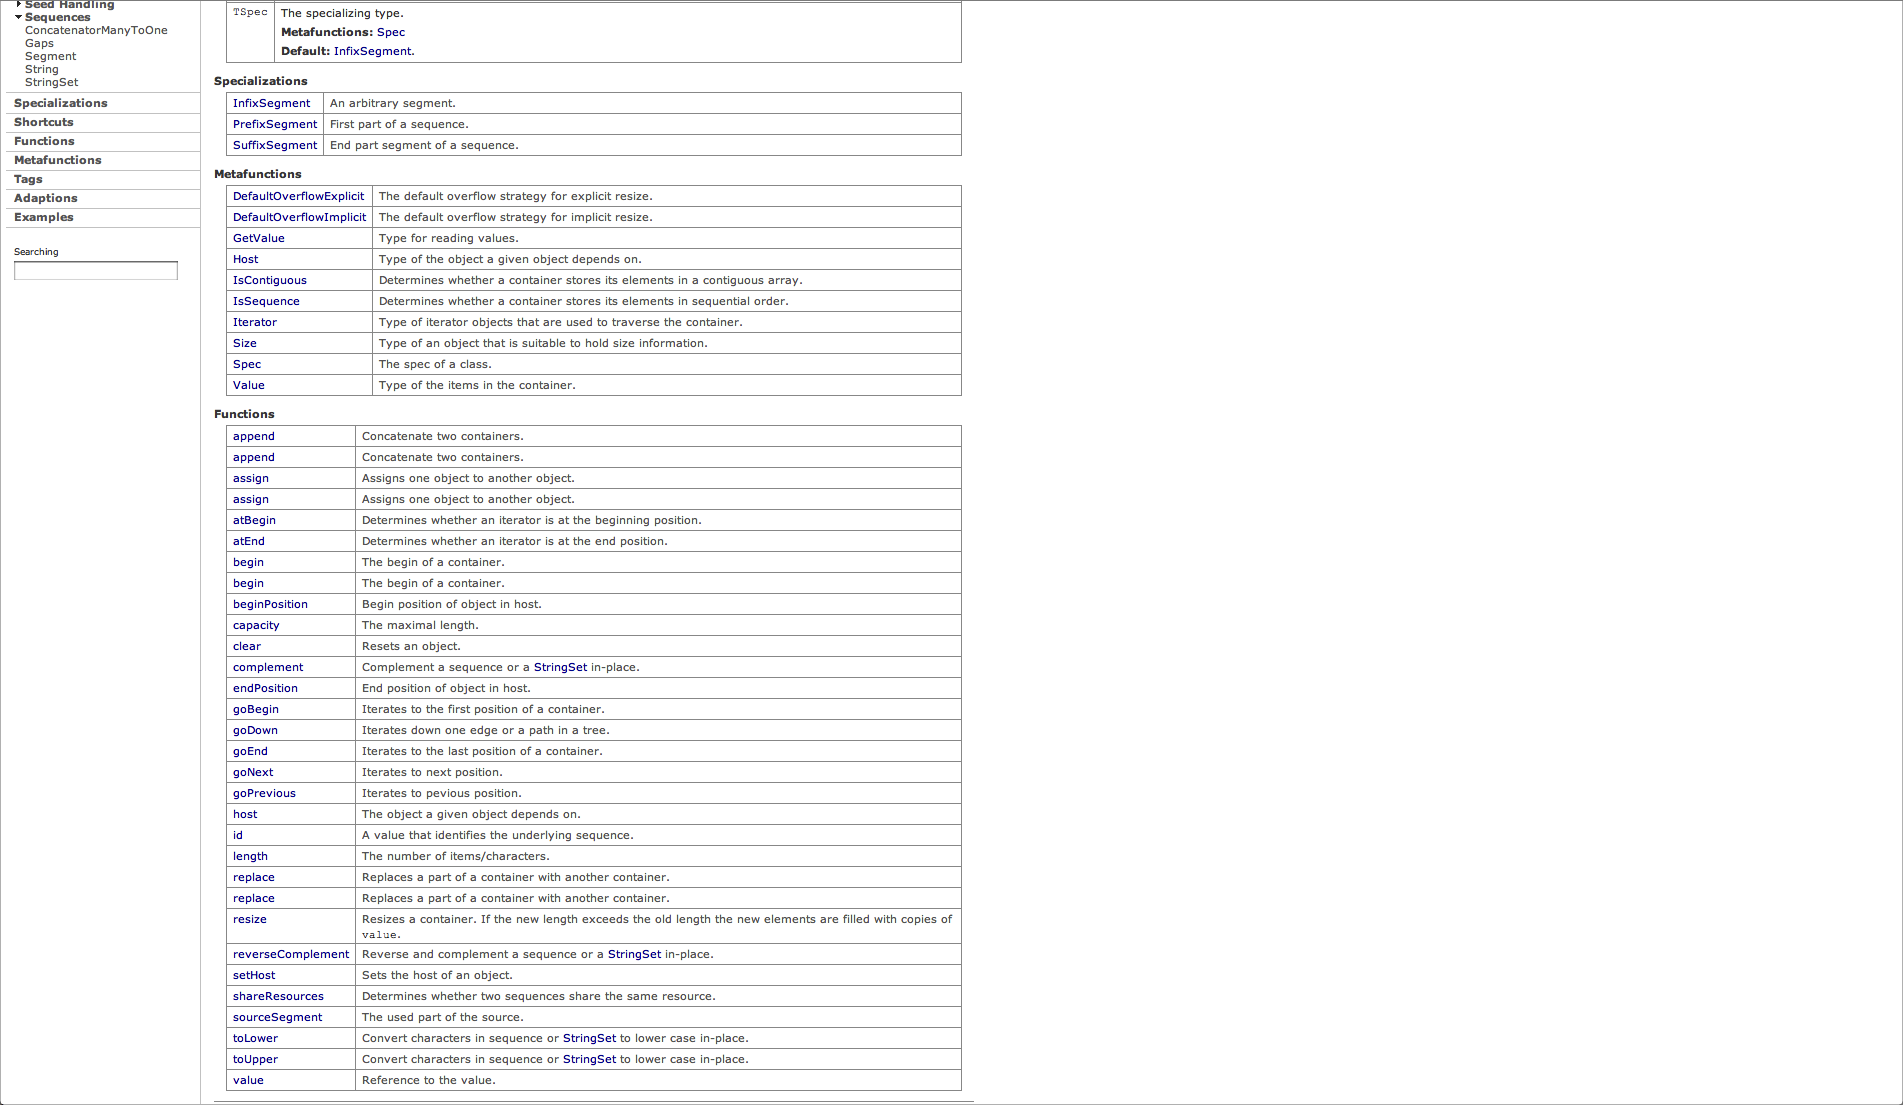 Seed Handling
Sequences
ConcatenatorManyToOne
Gaps
Segment
String
StringSet
Specializations
Shortcuts
Functions
Metafunctions
Tags
Adaptions
Examples
Searching
TSpec The specializing type.
Metafunctions: Spec
Default: InfixSegment.
Specializations
InfixSegment An arbitrary segment.
PrefixSegment First part of a sequence.
SuffixSegment End part segment of a sequence.
Metafunctions
DefaultOverflowExplicit The default overflow strategy for explicit resize.
DefaultOverflowImplicit The default overflow strategy for implicit resize.
GetValue Type for reading values.
Host Type of the object a given object depends on.
IsContiguous Determines whether a container stores its elements in a contiguous array.
IsSequence Determines whether a container stores its elements in sequential order.
Iterator Type of iterator objects that are used to traverse the container.
Size Type of an object that is suitable to hold size information.
Spec The spec of a class.
Value Type of the items in the container.
Functions
append Concatenate two containers.
append Concatenate two containers.
assign Assigns one object to another object.
assign Assigns one object to another object.
atBegin Determines whether an iterator is at the beginning position.
atEnd Determines whether an iterator is at the end position.
begin The begin of a container.
begin The begin of a container.
beginPosition Begin position of object in host.
capacity The maximal length.
clear Resets an object.
complement Complement a sequence or a StringSet in-place.
endPosition End position of object in host.
goBegin Iterates to the first position of a container.
goDown Iterates down one edge or a path in a tree.
goEnd Iterates to the last position of a container.
goNext Iterates to next position.
goPrevious Iterates to pevious position.
host The object a given object depends on.
id A value that identifies the underlying sequence.
length The number of items/characters.
replace Replaces a part of a container with another container.
replace Replaces a part of a container with another container.
resize Resizes a container. If the new length exceeds the old length the new elements are filled with copies of
value.
reverseComplement Reverse and complement a sequence or a StringSet in-place.
setHost Sets the host of an object.
shareResources Determines whether two sequences share the same resource.
sourceSegment The used part of the source.
toLower Convert characters in sequence or StringSet to lower case in-place.
toUpper Convert characters in sequence or StringSet to lower case in-place.
value Reference to the value.